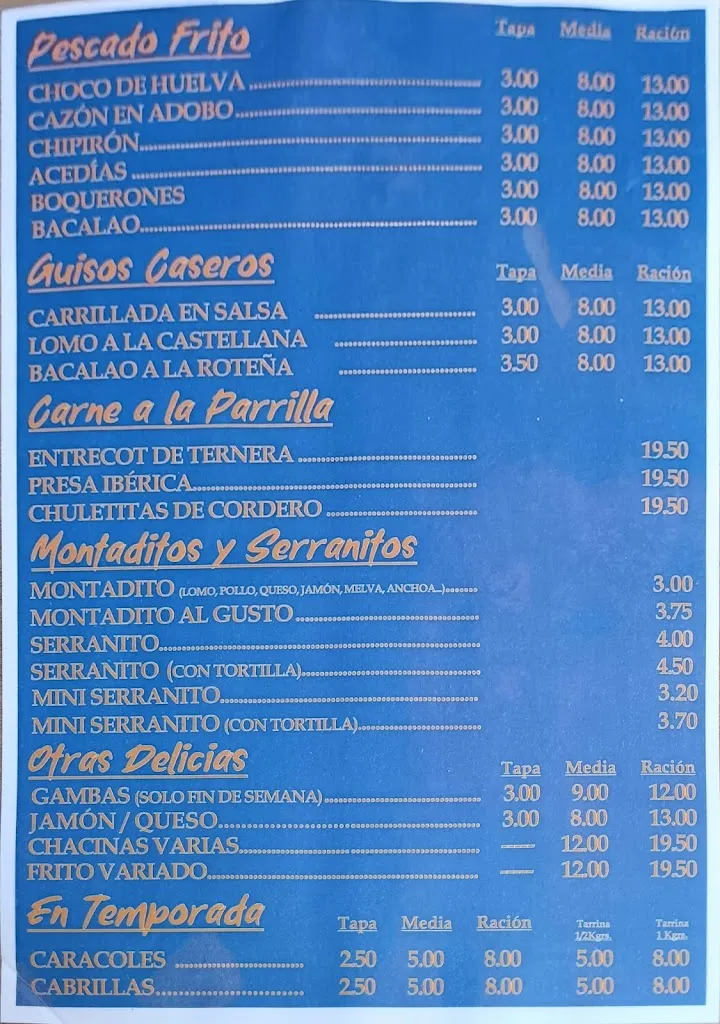 Pescado Frito Tapa Media Ración
CHOCO DE HUELVA 3.00 8.00 13.00
CAZÓN EN ADOBO 3.00 8.00 13.00
CHIPIRÓN 3.00 8.00 13.00
ACEDÍAS 3.00 8.00 13.00
BOQUERONES 3.00 8.00 13.00
BACALAO 3.00 8.00 13.00
Guisos Caseros Tapa Media Ración
CARRILLADA EN SALSA 3.00 8.00 13.00
LOMO A LA CASTELLANA 3.00 8.00 13.00
BACALAO A LA ROTEÑA 3.50 8.00 13.00
Carne a la Parrilla
ENTRECOT DE TERNERA 19.50
PRESA IBÉRICA 19.50
CHULETITAS DE CORDERO 19.50
Montaditos y Serranitos
MONTADITO (LOMO, POLLO, QUESO, JAMÓN, MELVA, ANCHOA...) 3.00
MONTADITO AL GUSTO 3.75
SERRANITO 4.00
SERRANITO (CON TORTILLA) 4.50
MINI SERRANITO 3.20
MINI SERRANITO (CON TORTILLA) 3.70
Otras Delicias Tapa Media Ración
GAMBAS (SOLO FIN DE SEMANA) 3.00 9.00 12.00
JAMÓN / QUESO 3.00 8.00 13.00
CHACINAS VARIAS ----- 12.00 19.50
FRITO VARIADO ----- 12.00 19.50
En Temporada Tapa Media Ración Tarrina 1/2Kgrs. Tarrina 1 Kgrs.
CARACOLES 2.50 5.00 8.00 5.00 8.00
CABRILLAS 2.50 5.00 8.00 5.00 8.00